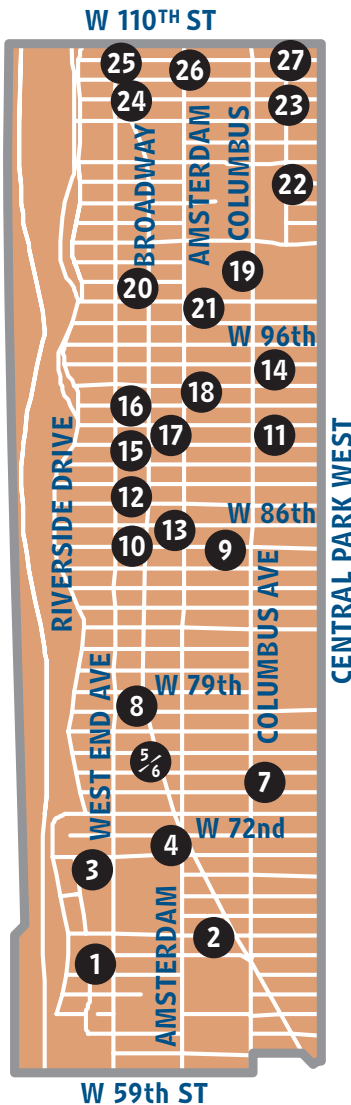 W 110TH ST
25
26
27
24
23
BROADWAY
AMSTERDAM
COLUMBUS
22
19
20
21
W 96th
14
18
16
17
11
15
RIVERSIDE DRIVE
CENTRAL PARK WEST
12
W 86th
13
10
9
COLUMBUS AVE
W 79th
8
WEST END AVE
5/6
7
W 72nd
4
3
AMSTERDAM
2
1
W 59th ST